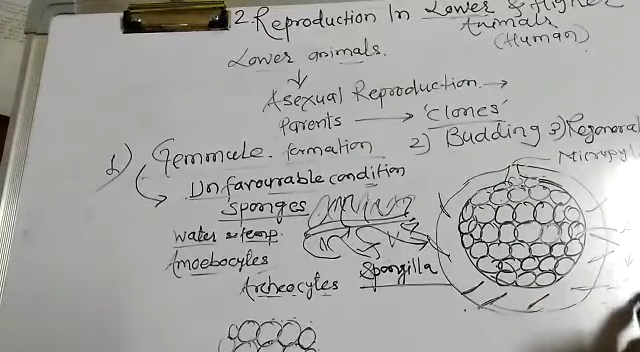 2. Reproduction In Lower & Higher
Animals
(Human)
Lower animals.
Asexual Reproduction →
Parents → 'Clones'
1) Gemmule formation 2) Budding 3) Regenerat
Micropyl
Unfavourable condition
Sponges
water & temp.
Amoebocytes
Archeocytes Spongilla